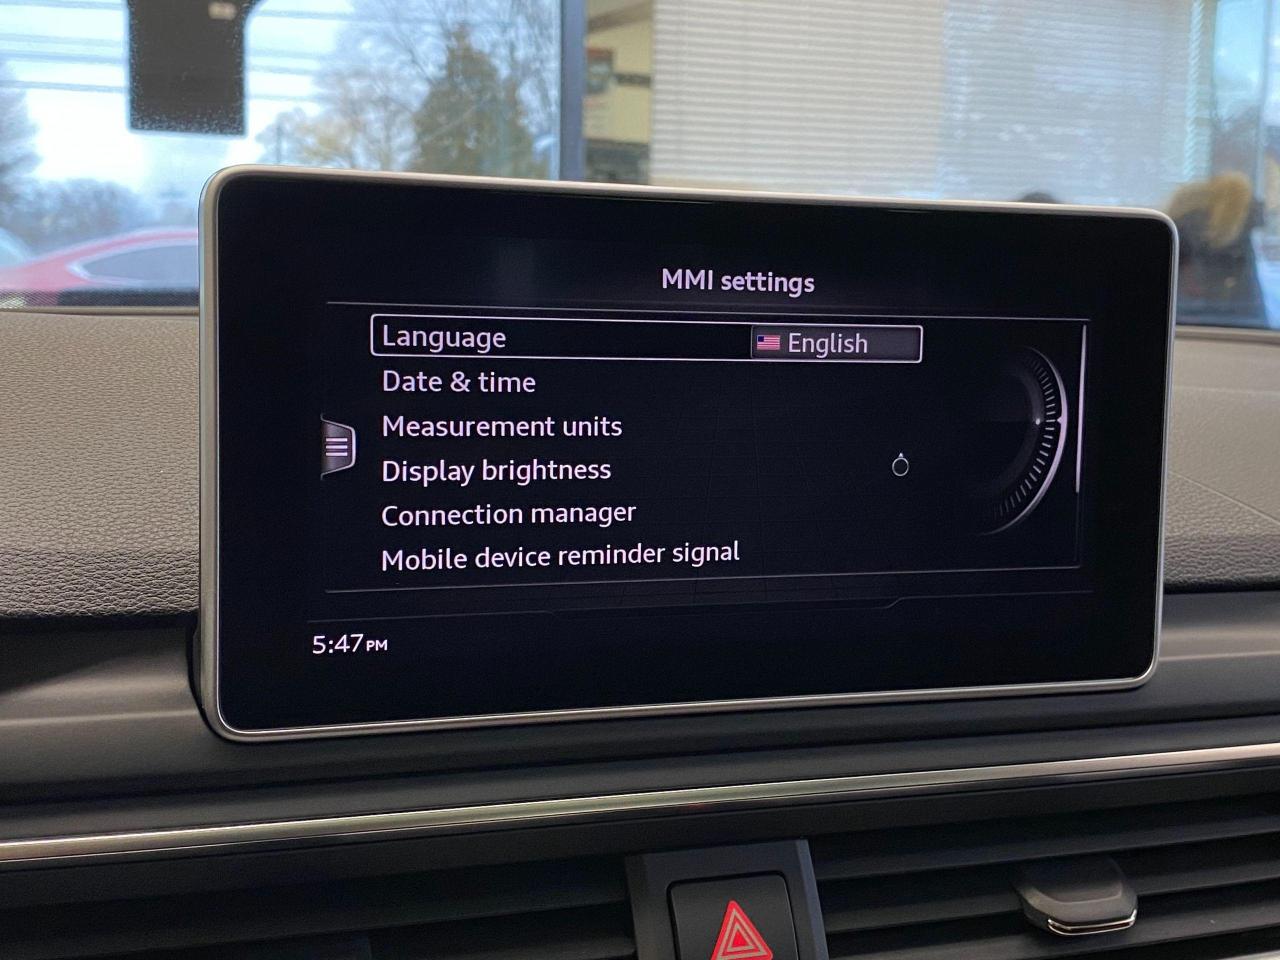 MMI settings
Language English
Date & time
Measurement units
Display brightness
Connection manager
Mobile device reminder signal
5:47PM